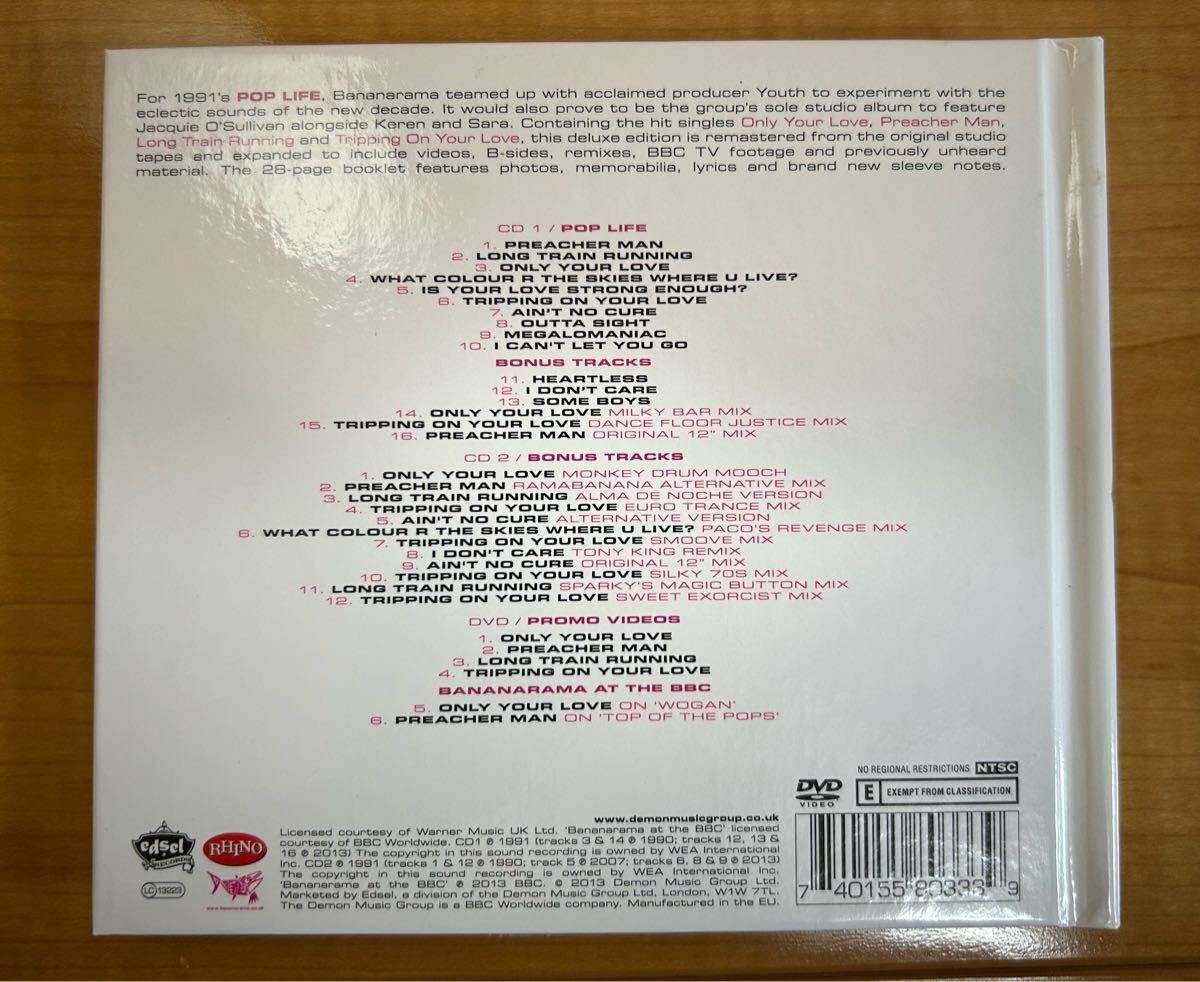 For 1991's POP LIFE, Bananarama teamed up with acclaimed producer Youth to experiment with the
eclectic sounds of the new decade. It would also prove to be the group's sole studio album to feature
Jacquie O'Sullivan alongside Keren and Sara. Containing the hit singles Only Your Love, Preacher Man,
Long Train Running and Tripping On Your Love, this deluxe edition is remastered from the original studio
tapes and expanded to include videos, B-sides, remixes, BBC TV footage and previously unheard
material. The 28-page booklet features photos, memorabilia, lyrics and brand new sleeve notes.
CD 1 / POP LIFE
1. PREACHER MAN
2. LONG TRAIN RUNNING
3. ONLY YOUR LOVE
4. WHAT COLOUR R THE SKIES WHERE U LIVE?
5. IS YOUR LOVE STRONG ENOUGH?
6. TRIPPING ON YOUR LOVE
7. AIN'T NO CURE
8. OUTTA SIGHT
9. MEGALOMANIAC
10. I CAN'T LET YOU GO
BONUS TRACKS
11. HEARTLESS
12. I DON'T CARE
13. SOME BOYS
14. ONLY YOUR LOVE MILKY BAR MIX
15. TRIPPING ON YOUR LOVE DANCE FLOOR JUSTICE MIX
16. PREACHER MAN ORIGINAL 12" MIX
CD 2 / BONUS TRACKS
1. ONLY YOUR LOVE MONKEY DRUM MOOCH
2. PREACHER MAN RAMABANANA ALTERNATIVE MIX
3. LONG TRAIN RUNNING ALMA DE NOCHE VERSION
4. TRIPPING ON YOUR LOVE EURO TRANCE MIX
5. AIN'T NO CURE ALTERNATIVE VERSION
6. WHAT COLOUR R THE SKIES WHERE U LIVE? PACO'S REVENGE MIX
7. TRIPPING ON YOUR LOVE SMOOVE MIX
8. I DON'T CARE TONY KING REMIX
9. AIN'T NO CURE ORIGINAL 12" MIX
10. TRIPPING ON YOUR LOVE SILKY 70S MIX
11. LONG TRAIN RUNNING SPARKY'S MAGIC BUTTON MIX
12. TRIPPING ON YOUR LOVE SWEET EXORCIST MIX
DVD / PROMO VIDEOS
1. ONLY YOUR LOVE
2. PREACHER MAN
3. LONG TRAIN RUNNING
4. TRIPPING ON YOUR LOVE
BANANARAMA AT THE BBC
5. ONLY YOUR LOVE ON 'WOGAN'
6. PREACHER MAN ON 'TOP OF THE POPS'
NO REGIONAL RESTRICTIONS NTSC
DVD VIDEO
E EXEMPT FROM CLASSIFICATION
www.demonmusicgroup.co.uk
edsel RECORDS
RHINO
LC 13223
www.bananarama.co.uk
Licensed courtesy of Warner Music UK Ltd. 'Bananarama at the BBC' licensed
courtesy of BBC Worldwide. CD1 ℗ 1991 (tracks 3 & 14 ℗ 1990; tracks 12, 13 &
16 ℗ 2013) The copyright in this sound recording is owned by WEA International
Inc. CD2 ℗ 1991 (tracks 1 & 12 ℗ 1990; track 5 ℗ 2007; tracks 6, 8 & 9 ℗ 2013)
The copyright in this sound recording is owned by WEA International Inc.
'Bananarama at the BBC' ℗ 2013 BBC. © 2013 Demon Music Group Ltd.
Marketed by Edsel, a division of the Demon Music Group Ltd, London, W1W 7TL.
The Demon Music Group is a BBC Worldwide company. Manufactured in the EU.
7 40155 80333 9